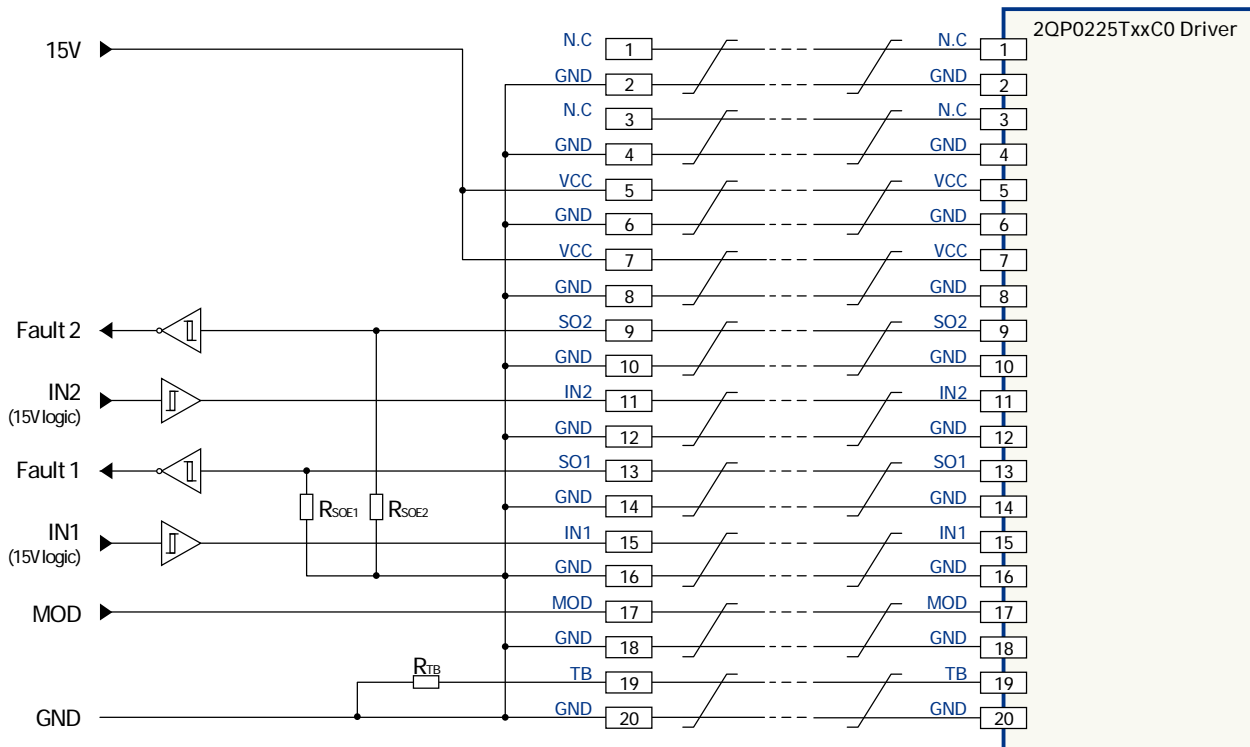 2QP0225TxxC0 Driver
15V
N.C 1 N.C 1
GND 2 GND 2
N.C 3 N.C 3
GND 4 GND 4
VCC 5 VCC 5
GND 6 GND 6
VCC 7 VCC 7
GND 8 GND 8
Fault 2 SO2 9 SO2 9
GND 10 GND 10
IN2 IN2 11 IN2 11
(15V logic)
GND 12 GND 12
Fault 1 SO1 13 SO1 13
RSOE1 RSOE2 GND 14 GND 14
IN1 IN1 15 IN1 15
(15V logic)
GND 16 GND 16
MOD MOD 17 MOD 17
GND 18 GND 18
RTB TB 19 TB 19
GND GND 20 GND 20